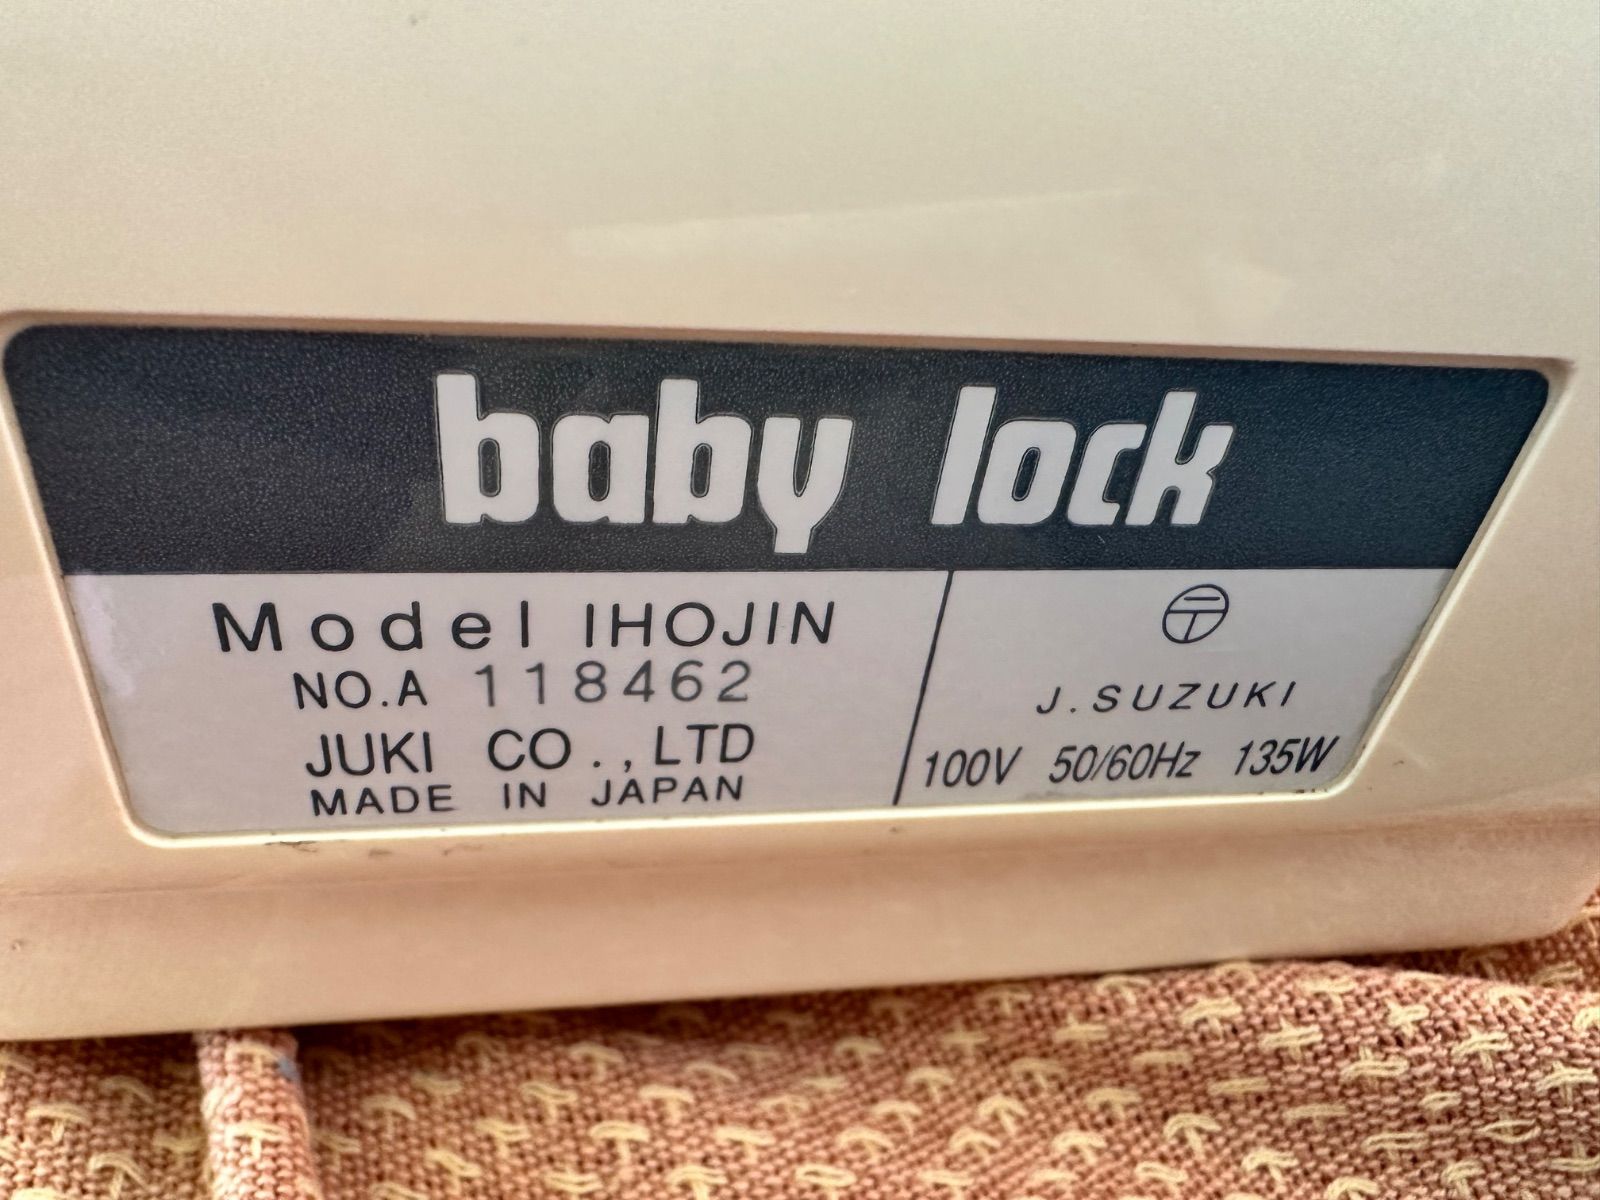 baby lock
Model IHOJIN
NO.A 118462
JUKI CO.,LTD
MADE IN JAPAN
〒
J.SUZUKI
100V 50/60Hz 135W